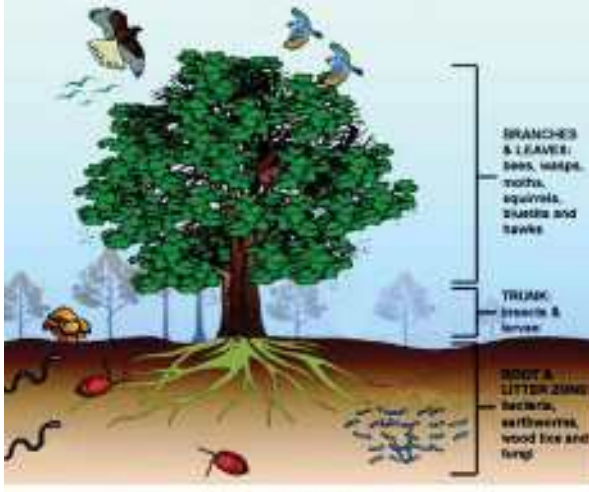 BRANCHES
& LEAVES:
bees, wasps,
moths,
squirrels,
bluetits and
hawks
TRUNK:
insects &
larvae
ROOT &
LITTER ZONE
bacteria,
earthworms,
wood lice and
fungi